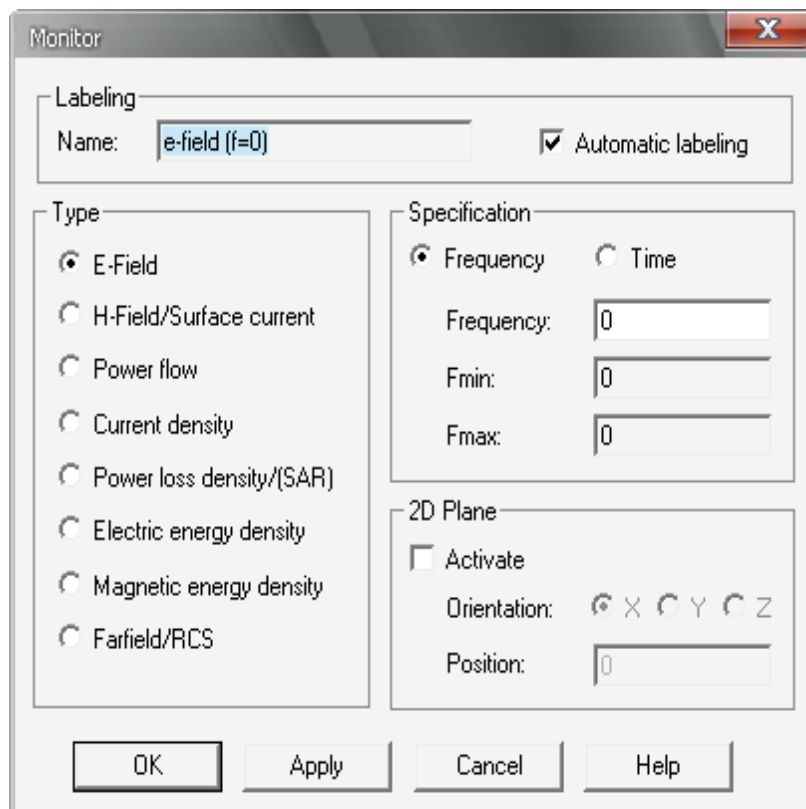 Monitor
Labeling
Name: e-field (f=0) Automatic labeling
Type
E-Field
H-Field/Surface current
Power flow
Current density
Power loss density/(SAR)
Electric energy density
Magnetic energy density
Farfield/RCS
Specification
Frequency Time
Frequency: 0
Fmin: 0
Fmax: 0
2D Plane
Activate
Orientation: X Y Z
Position: 0
OK Apply Cancel Help